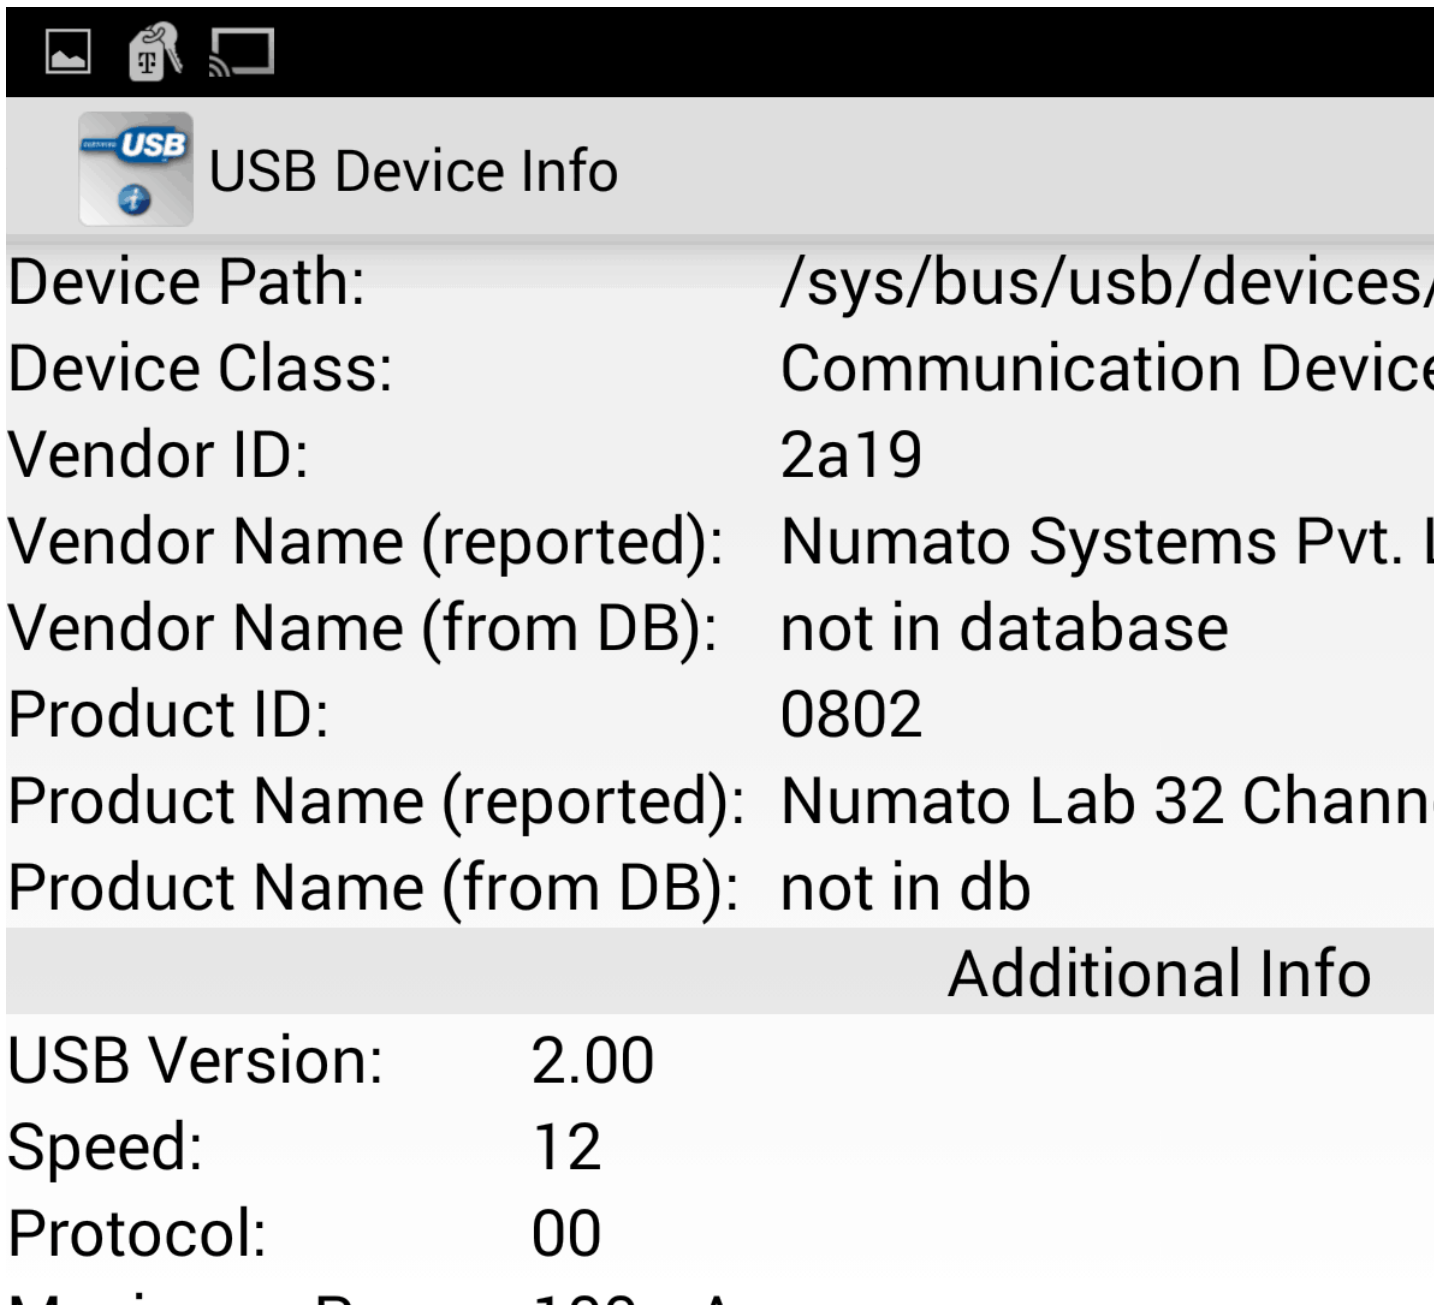 T
CERTIFIED USB
i
USB Device Info
Device Path: /sys/bus/usb/devices/
Device Class: Communication Device
Vendor ID: 2a19
Vendor Name (reported): Numato Systems Pvt. L
Vendor Name (from DB): not in database
Product ID: 0802
Product Name (reported): Numato Lab 32 Chann
Product Name (from DB): not in db
Additional Info
USB Version: 2.00
Speed: 12
Protocol: 00